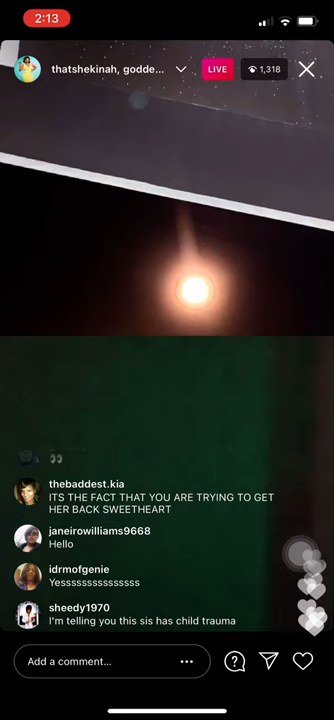 2:13
thatshekinah, godde...
LIVE
1,318
thebaddest.kia
ITS THE FACT THAT YOU ARE TRYING TO GET
HER BACK SWEETHEART
janeirowilliams9668
Hello
idrmofgenie
Yesssssssssssssss
sheedy1970
I'm telling you this sis has child trauma
Add a comment...